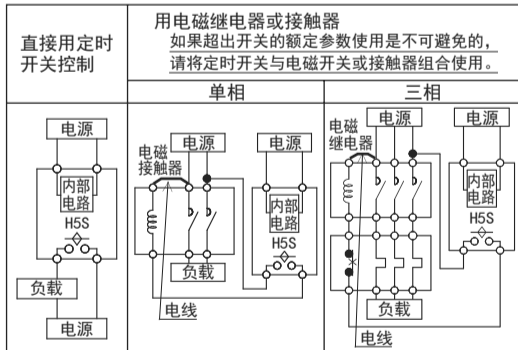 直接用定时
开关控制
用电磁继电器或接触器
如果超出开关的额定参数使用是不可避免的,
请将定时开关与电磁开关或接触器组合使用。
单相
三相
电源
内部
电路
H5S
负载
电源
电源
电磁
接触器
负载
电源
内部
电路
H5S
电线
电源
电磁
继电器
负载
电源
内部
电路
H5S
电线